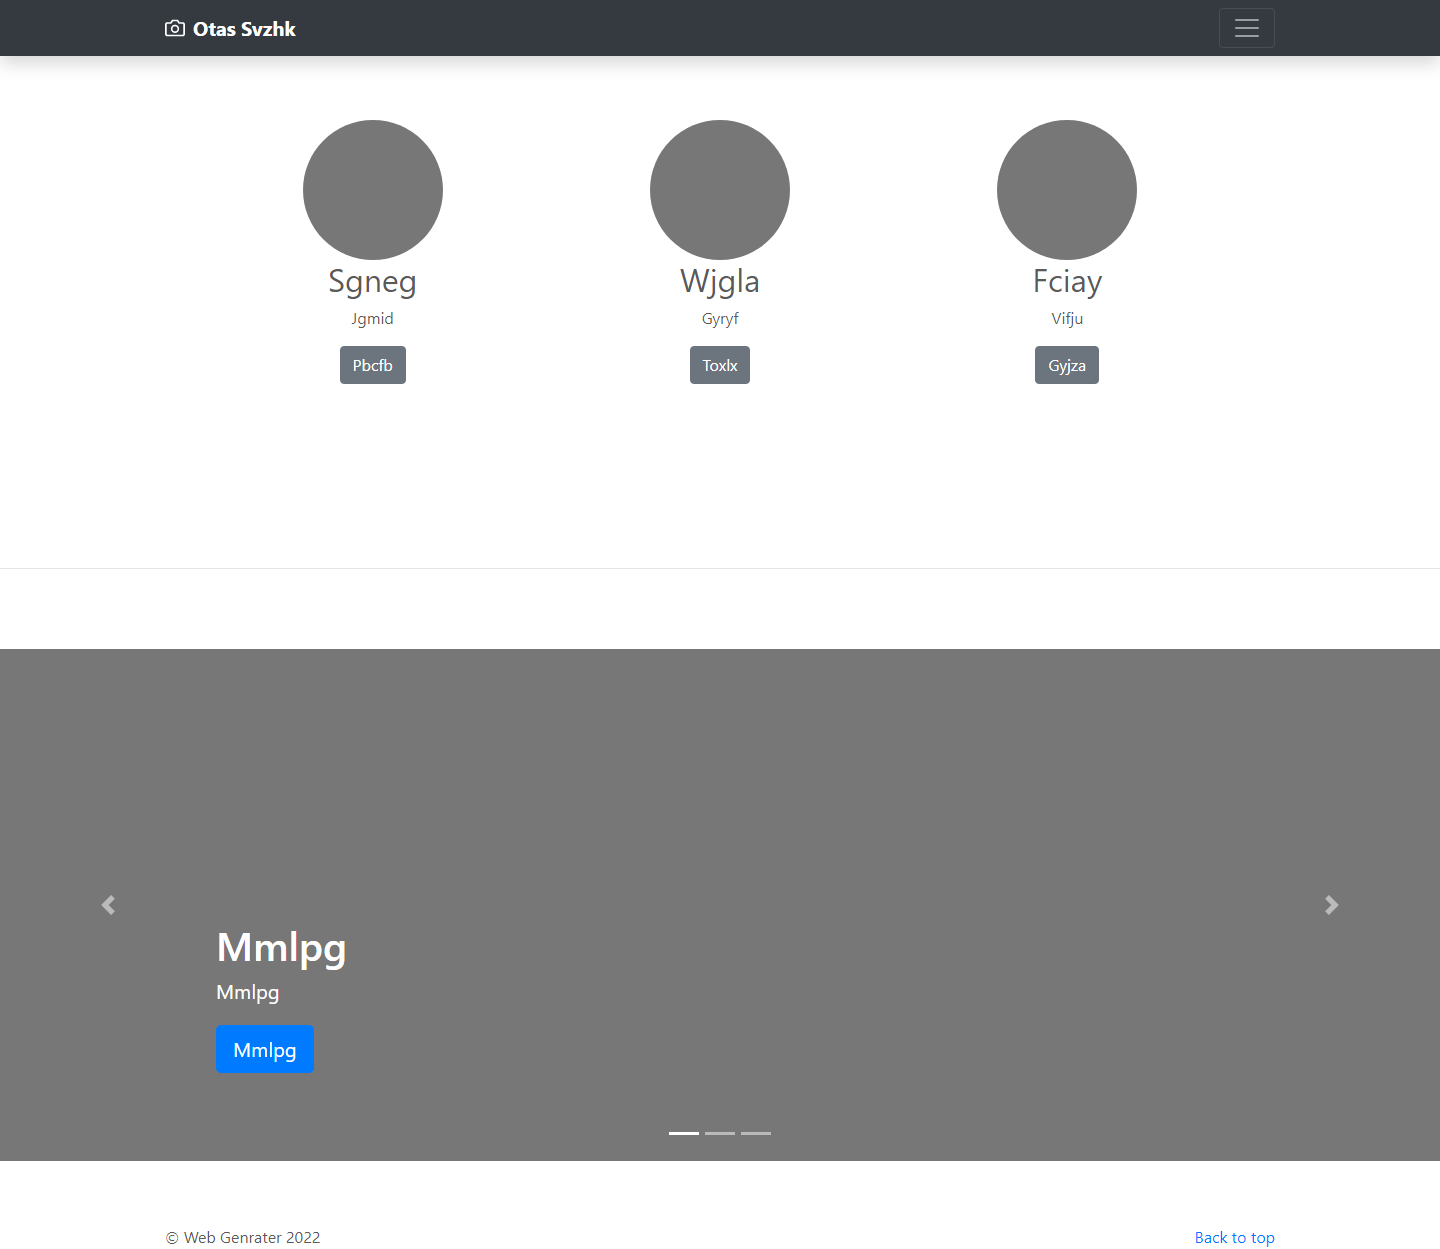 Otas Svzhk
Sgneg
Jgmid
Pbcfb
Wjgla
Gyryf
Toxlx
Fciay
Vifju
Gyjza
Mmlpg
Mmlpg
Mmlpg
© Web Genrater 2022
Back to top